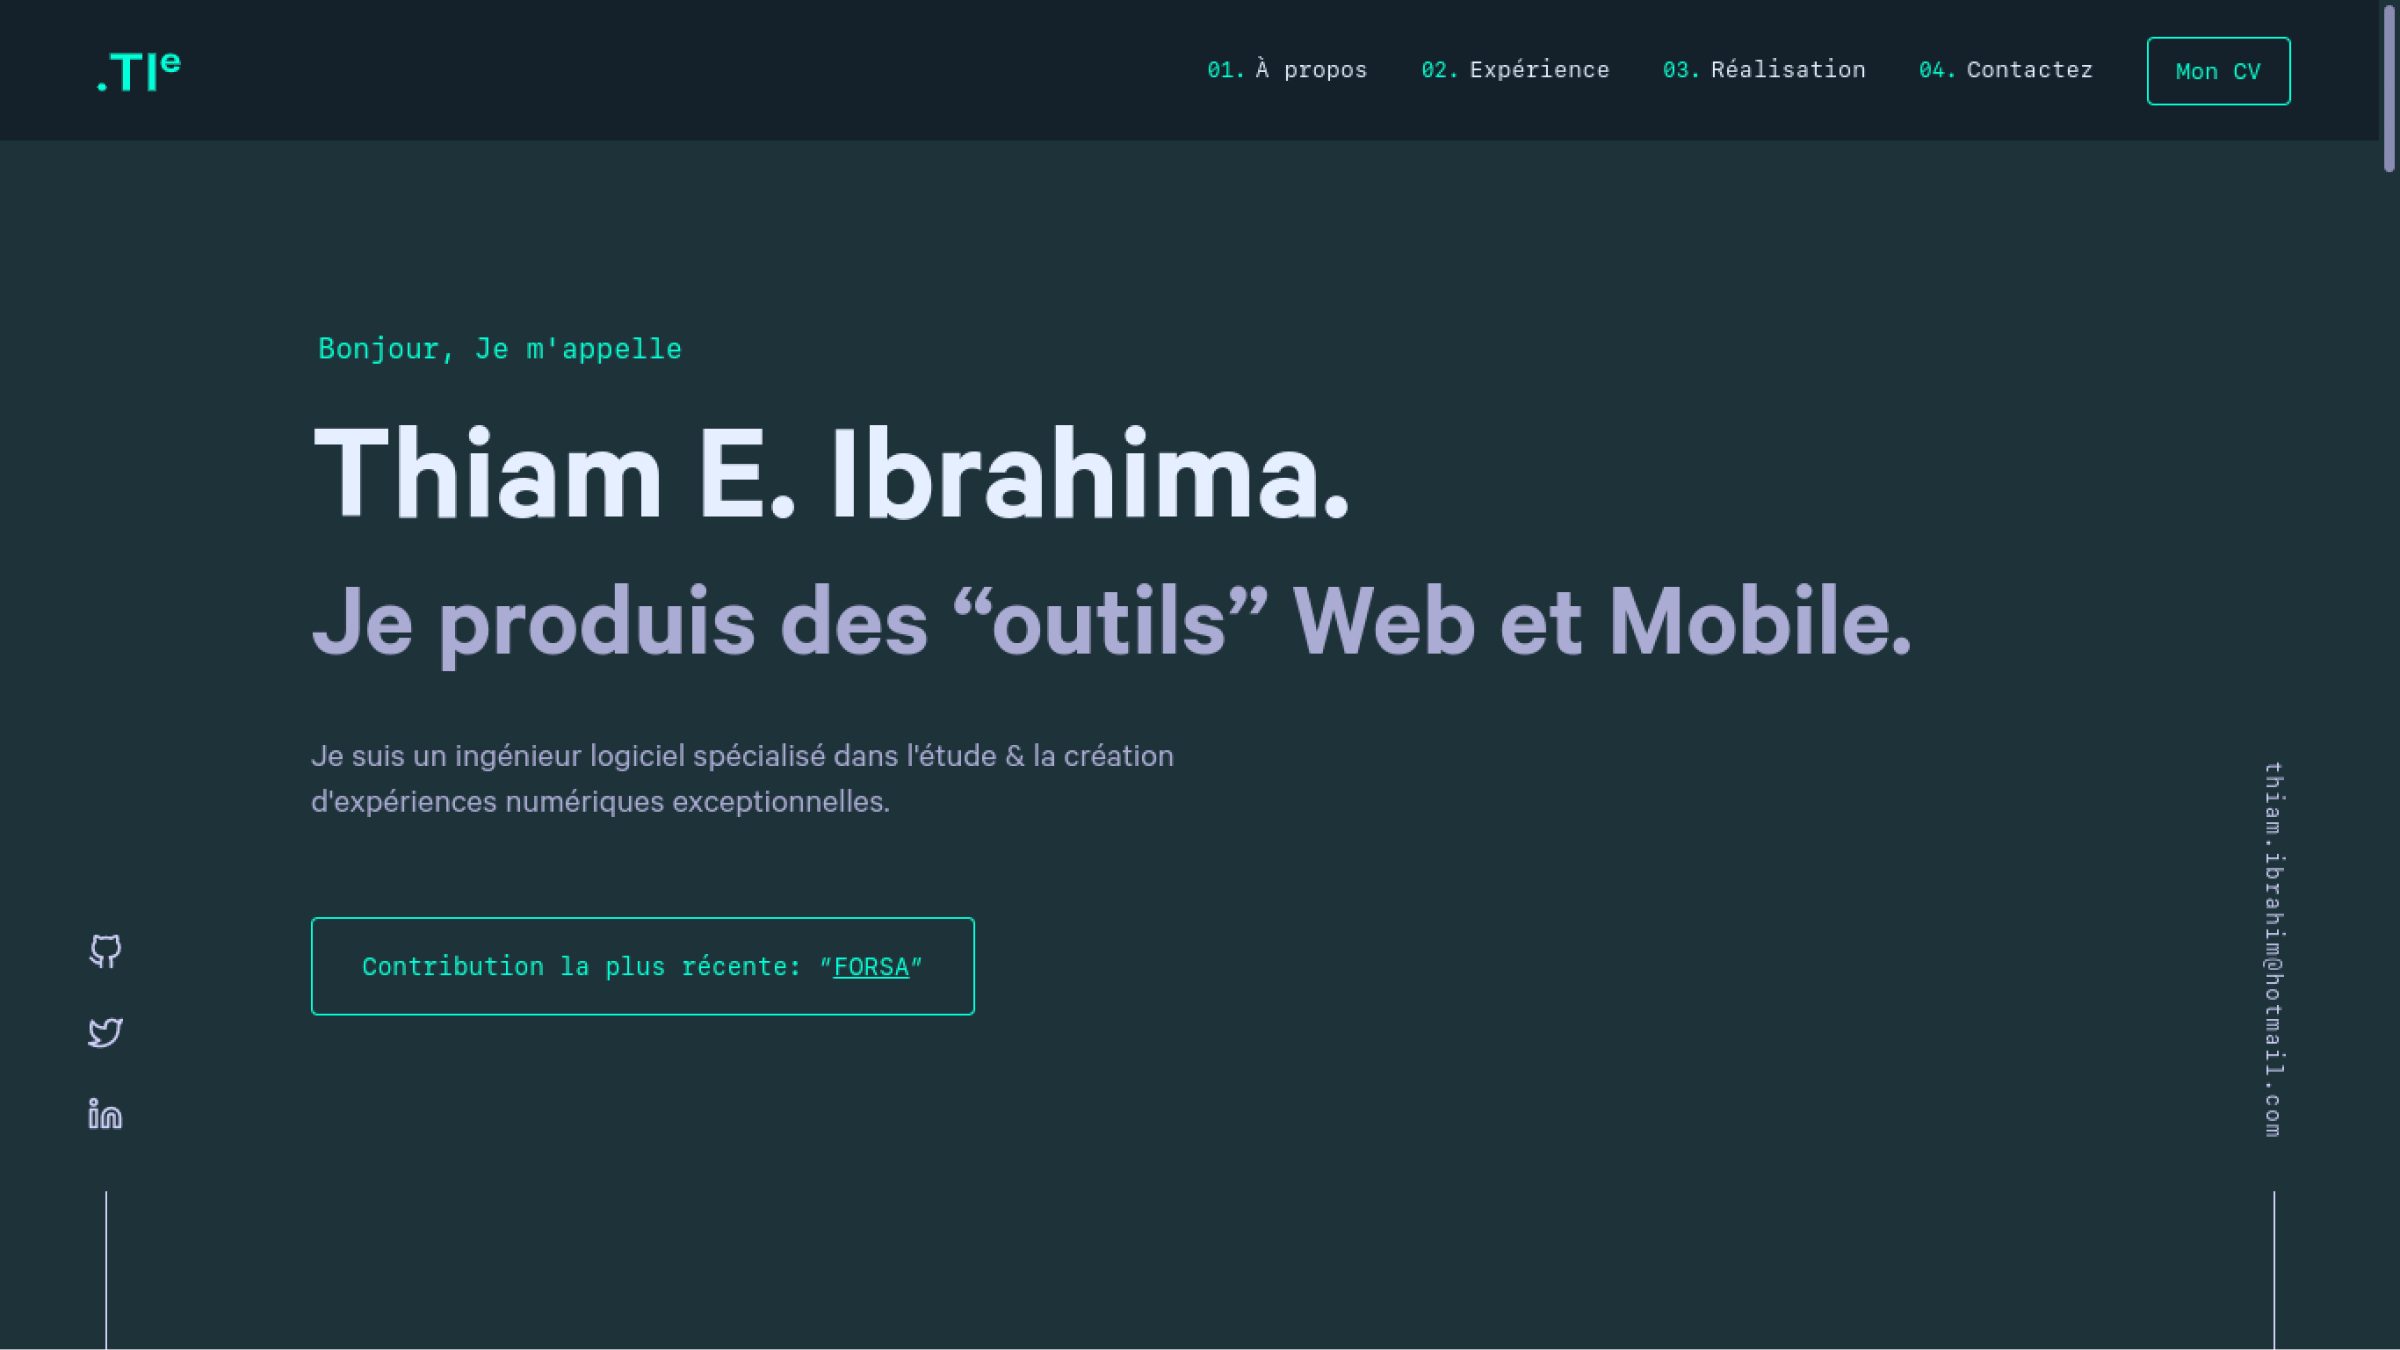 .TIe
01. À propos
02. Expérience
03. Réalisation
04. Contactez
Mon CV
Bonjour, Je m'appelle
Thiam E. Ibrahima.
Je produis des “outils” Web et Mobile.
Je suis un ingénieur logiciel spécialisé dans l'étude & la création
d'expériences numériques exceptionnelles.
Contribution la plus récente: "FORSA"
thiam.ibrahim@hotmail.com